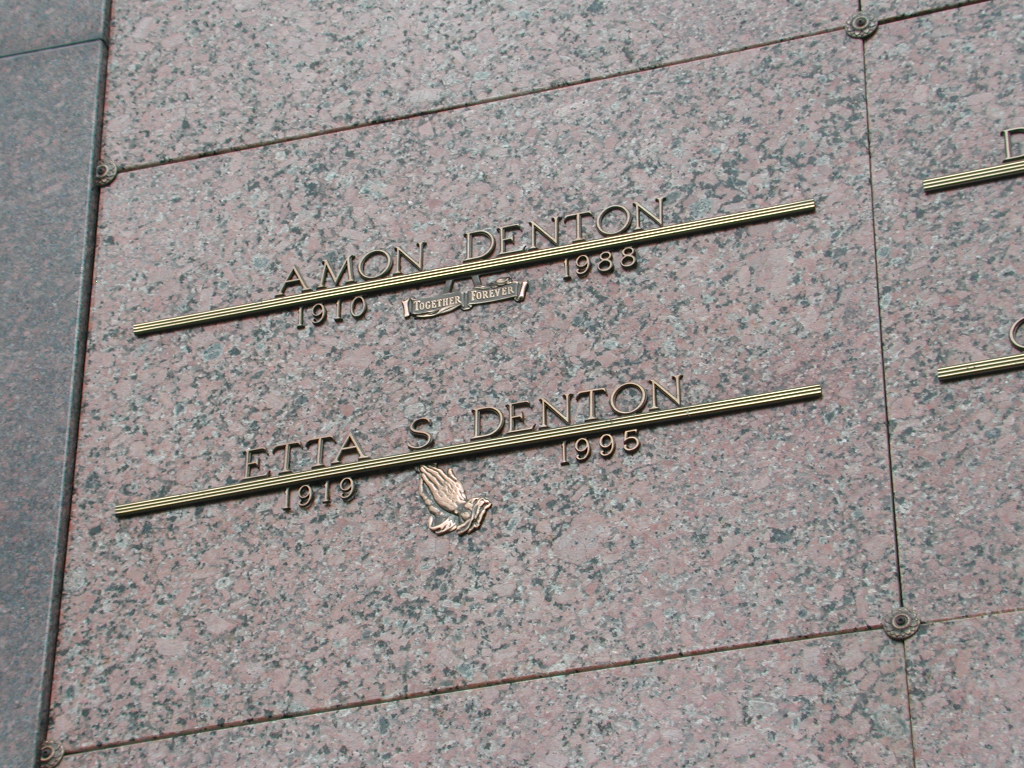 AMON DENTON
1910 1988
TOGETHER FOREVER
ETTA S DENTON
1919 1995